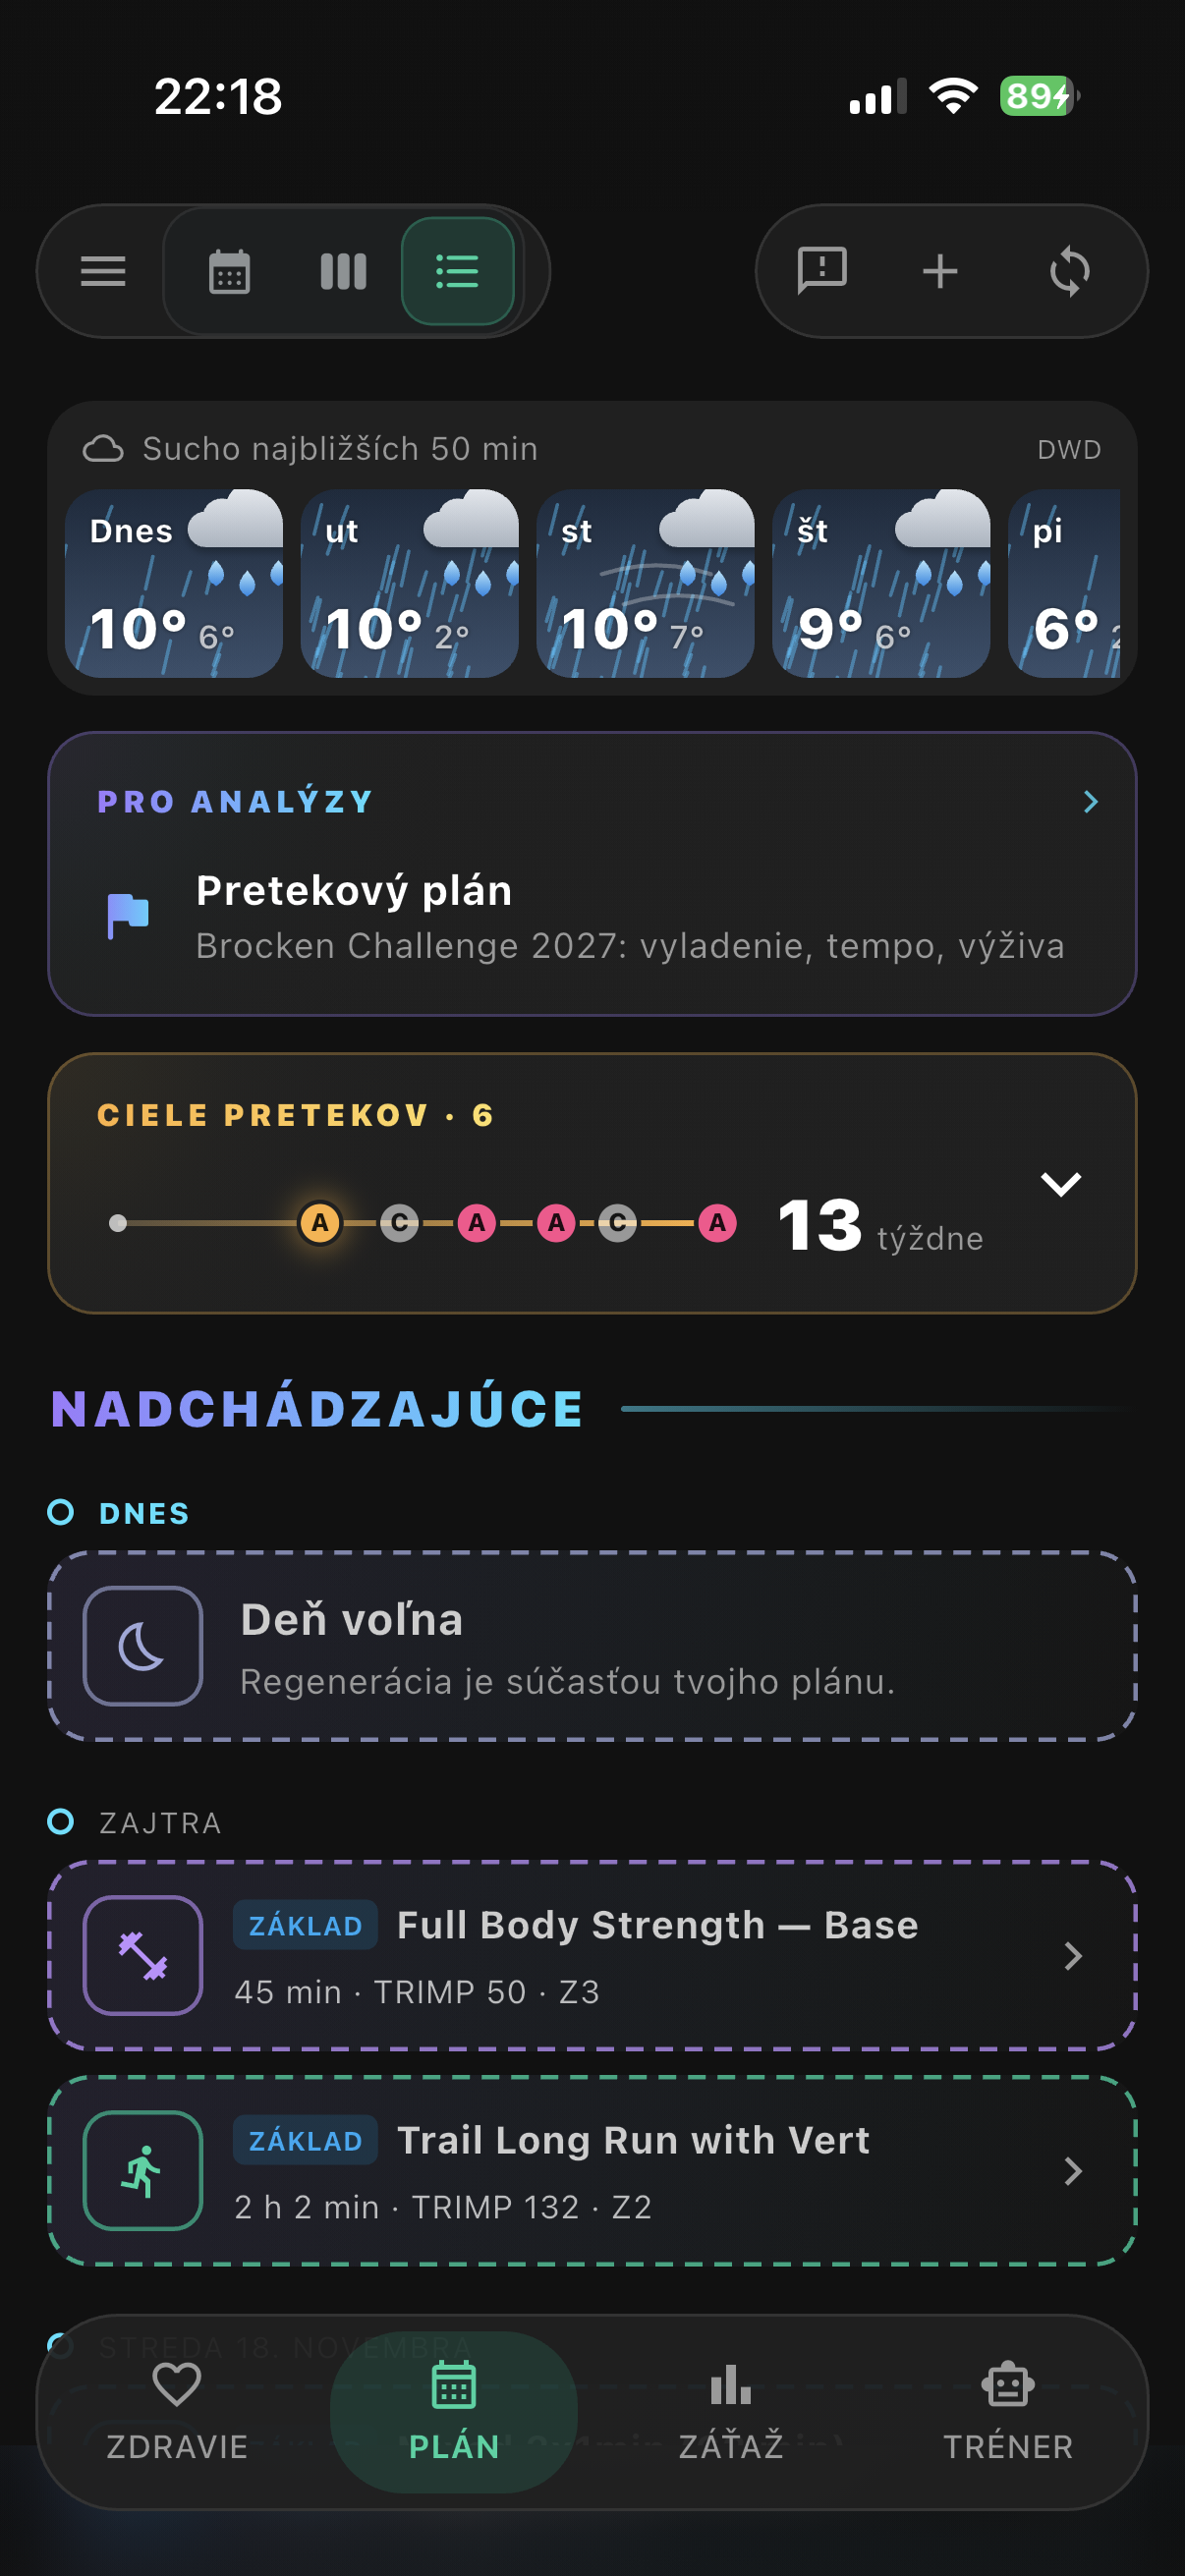 22:18
89
Sucho najbližších 50 min
DWD
Dnes
10° 6°
ut
10° 2°
st
10° 7°
št
9° 6°
pi
6°
PRO ANALÝZY
Pretekový plán
Brocken Challenge 2027: vyladenie, tempo, výživa
CIELE PRETEKOV · 6
A C A A C A
13 týždne
NADCHÁDZAJÚCE
DNES
Deň voľna
Regenerácia je súčasťou tvojho plánu.
ZAJTRA
ZÁKLAD Full Body Strength — Base
45 min · TRIMP 50 · Z3
ZÁKLAD Trail Long Run with Vert
2 h 2 min · TRIMP 132 · Z2
STREDA 18. NOVEMBRA
ZDRAVIE
PLÁN
ZÁŤAŽ
TRÉNER